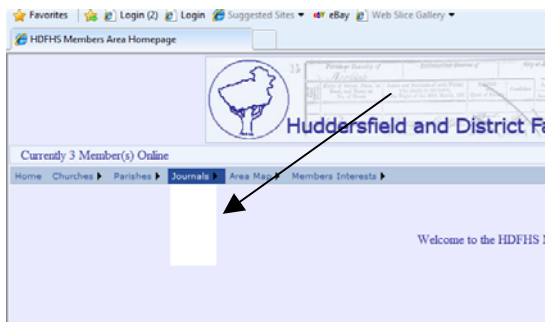 Favorites Login (2) Login Suggested Sites eBay Web Slice Gallery
HDFHS Members Area Homepage
Huddersfield and District Fa
Currently 3 Member(s) Online
Home Churches Parishes Journals Area Map Members Interests
Welcome to the HDFHS